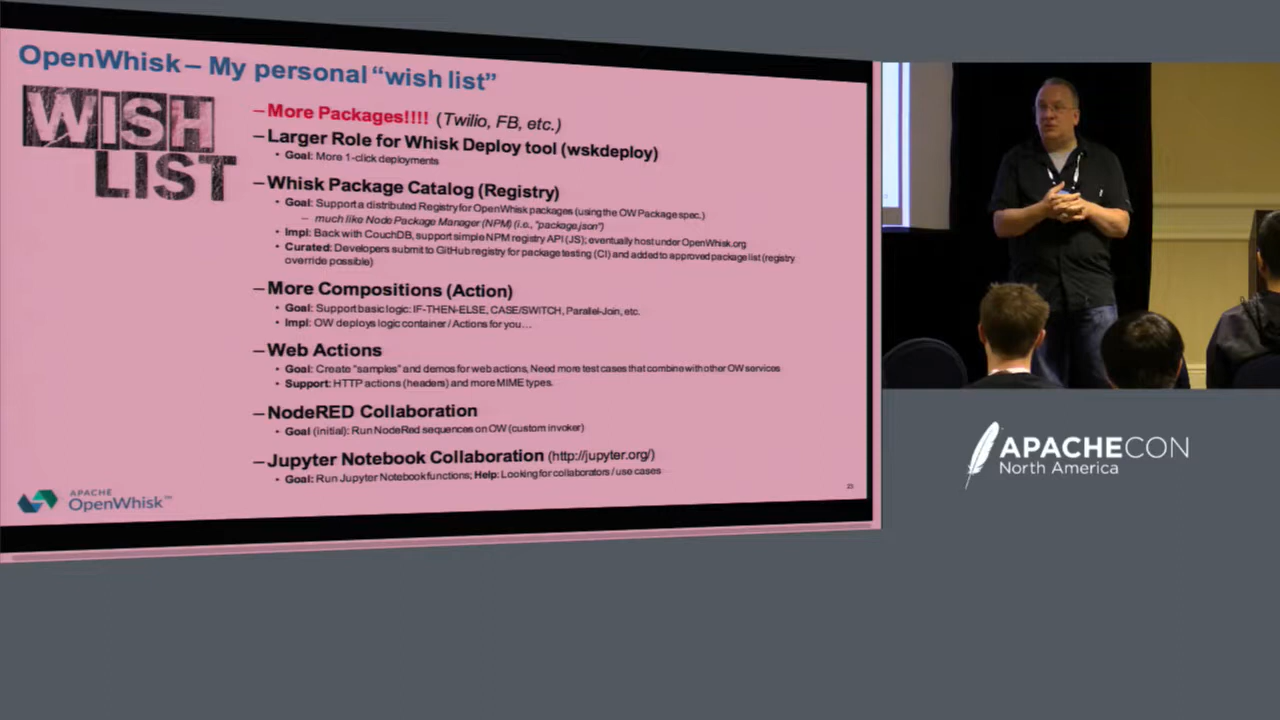 OpenWhisk – My personal “wish list”
WISH
LIST
– More Packages!!!! (Twilio, FB, etc.)
– Larger Role for Whisk Deploy tool (wskdeploy)
• Goal: More 1-click deployments
– Whisk Package Catalog (Registry)
• Goal: Support a distributed Registry for OpenWhisk packages (using the OW Package spec.)
– much like Node Package Manager (NPM) (i.e., "package.json")
• Impl: Back with CouchDB, support simple NPM registry API (JS); eventually host under OpenWhisk.org
• Curated: Developers submit to GitHub registry for package testing (CI) and added to approved package list (registry
override possible)
– More Compositions (Action)
• Goal: Support basic logic: IF-THEN-ELSE, CASE/SWITCH, Parallel-Join, etc.
• Impl: OW deploys logic container / Actions for you…
– Web Actions
• Goal: Create "samples" and demos for web actions, Need more test cases that combine with other OW services
• Support: HTTP actions (headers) and more MIME types.
– NodeRED Collaboration
• Goal (initial): Run NodeRed sequences on OW (custom invoker)
– Jupyter Notebook Collaboration (http://jupyter.org/)
• Goal: Run Jupyter Notebook functions; Help: Looking for collaborators / use cases
APACHE
OpenWhisk™
APACHECON
North America